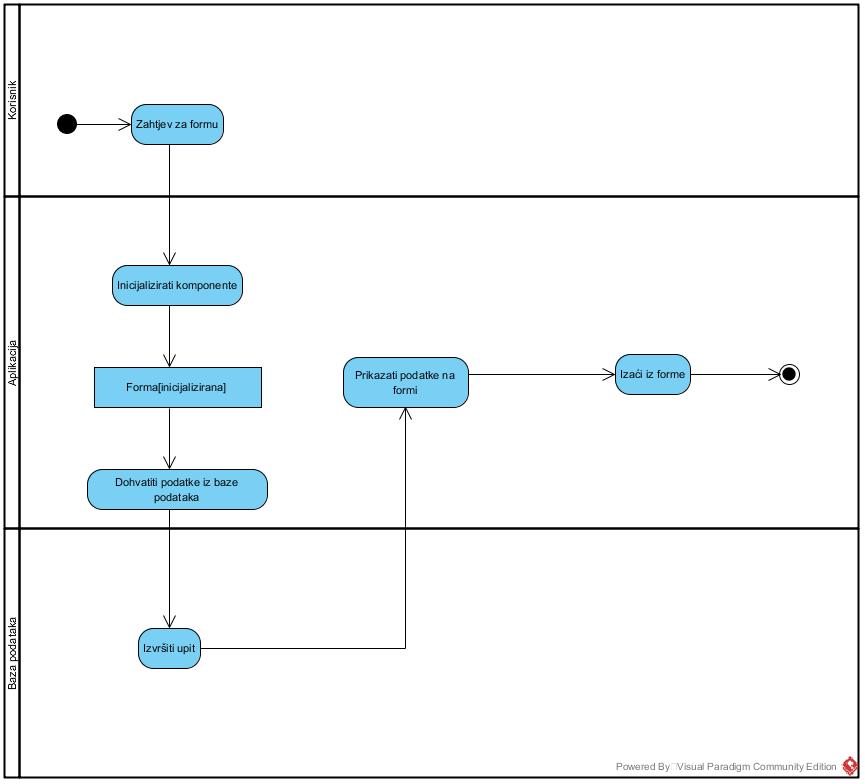 Korisnik
Zahtjev za formu
Aplikacija
Inicijalizirati komponente
Forma[inicijalizirana]
Dohvatiti podatke iz baze
podataka
Prikazati podatke na
formi
Izaći iz forme
Baza podataka
Izvršiti upit
Powered By Visual Paradigm Community Edition